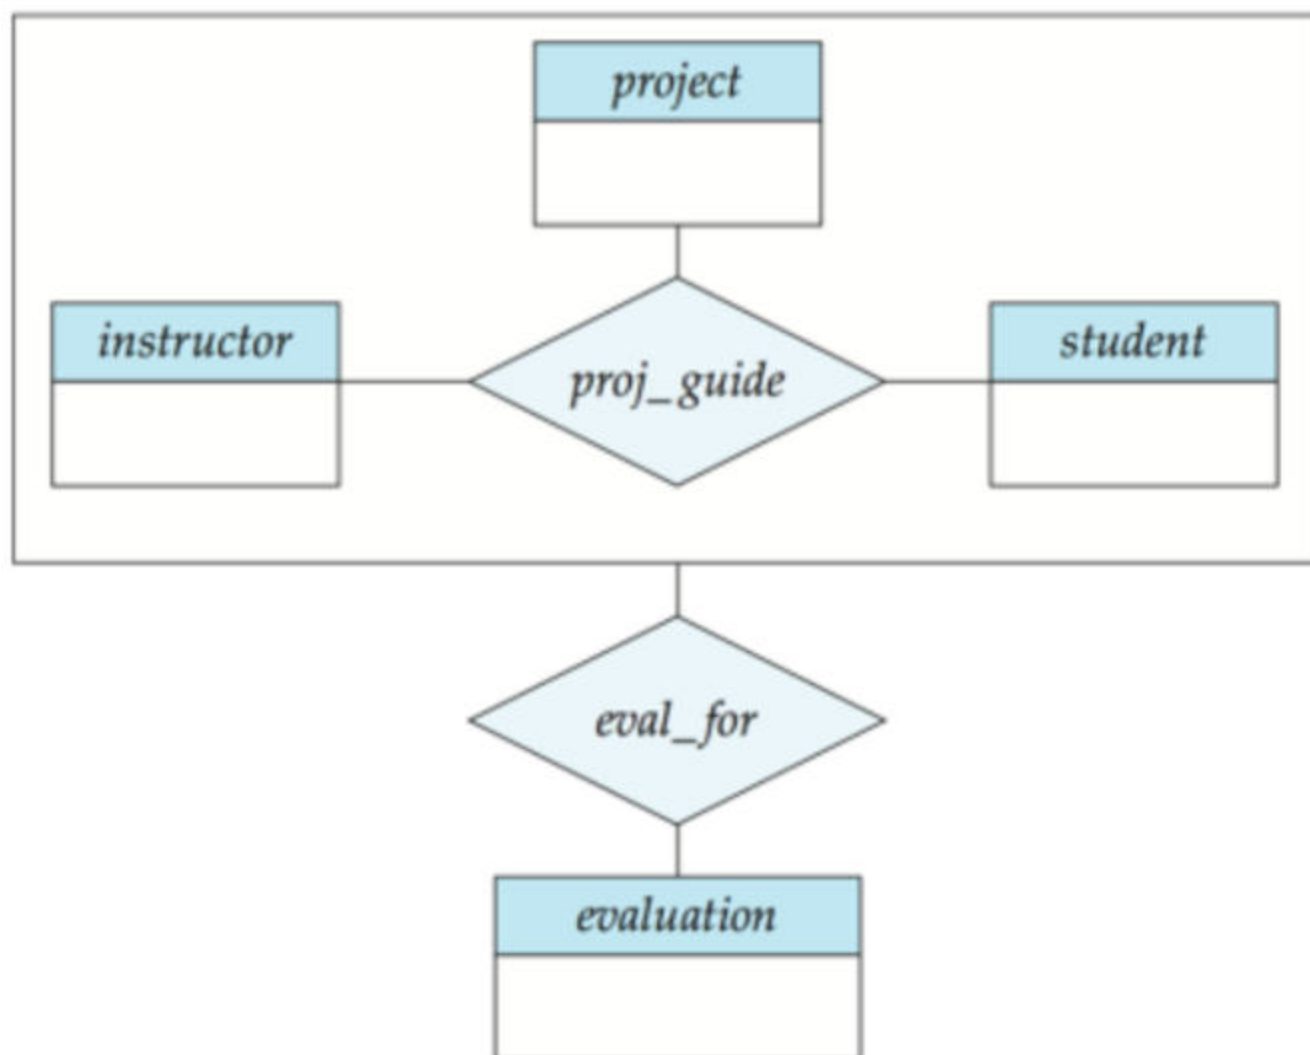 project
instructor
proj_guide
student
eval_for
evaluation